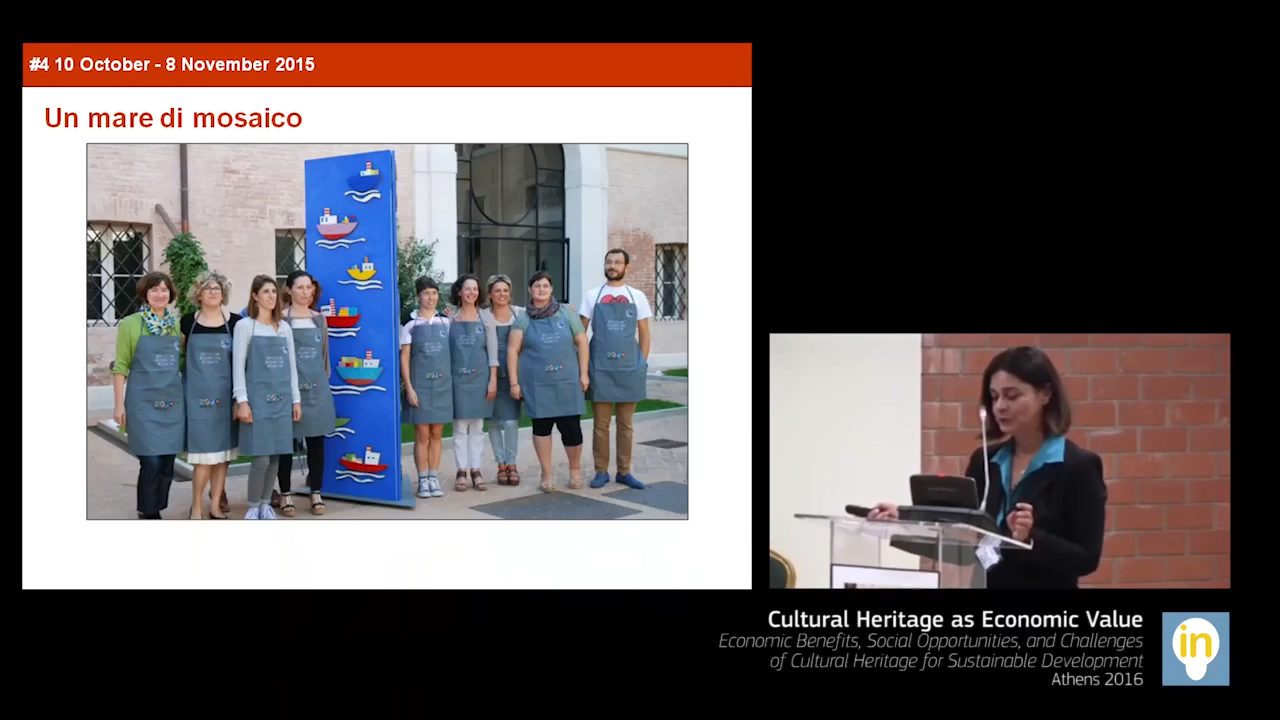 #4 10 October - 8 November 2015
Un mare di mosaico
Cultural Heritage as Economic Value
Economic Benefits, Social Opportunities, and Challenges
of Cultural Heritage for Sustainable Development
Athens 2016
in